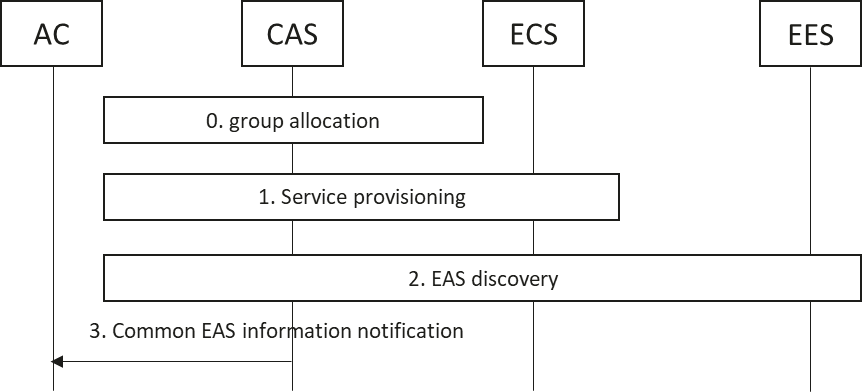 AC
CAS
ECS
EES
0. group allocation
1. Service provisioning
2. EAS discovery
3. Common EAS information notification